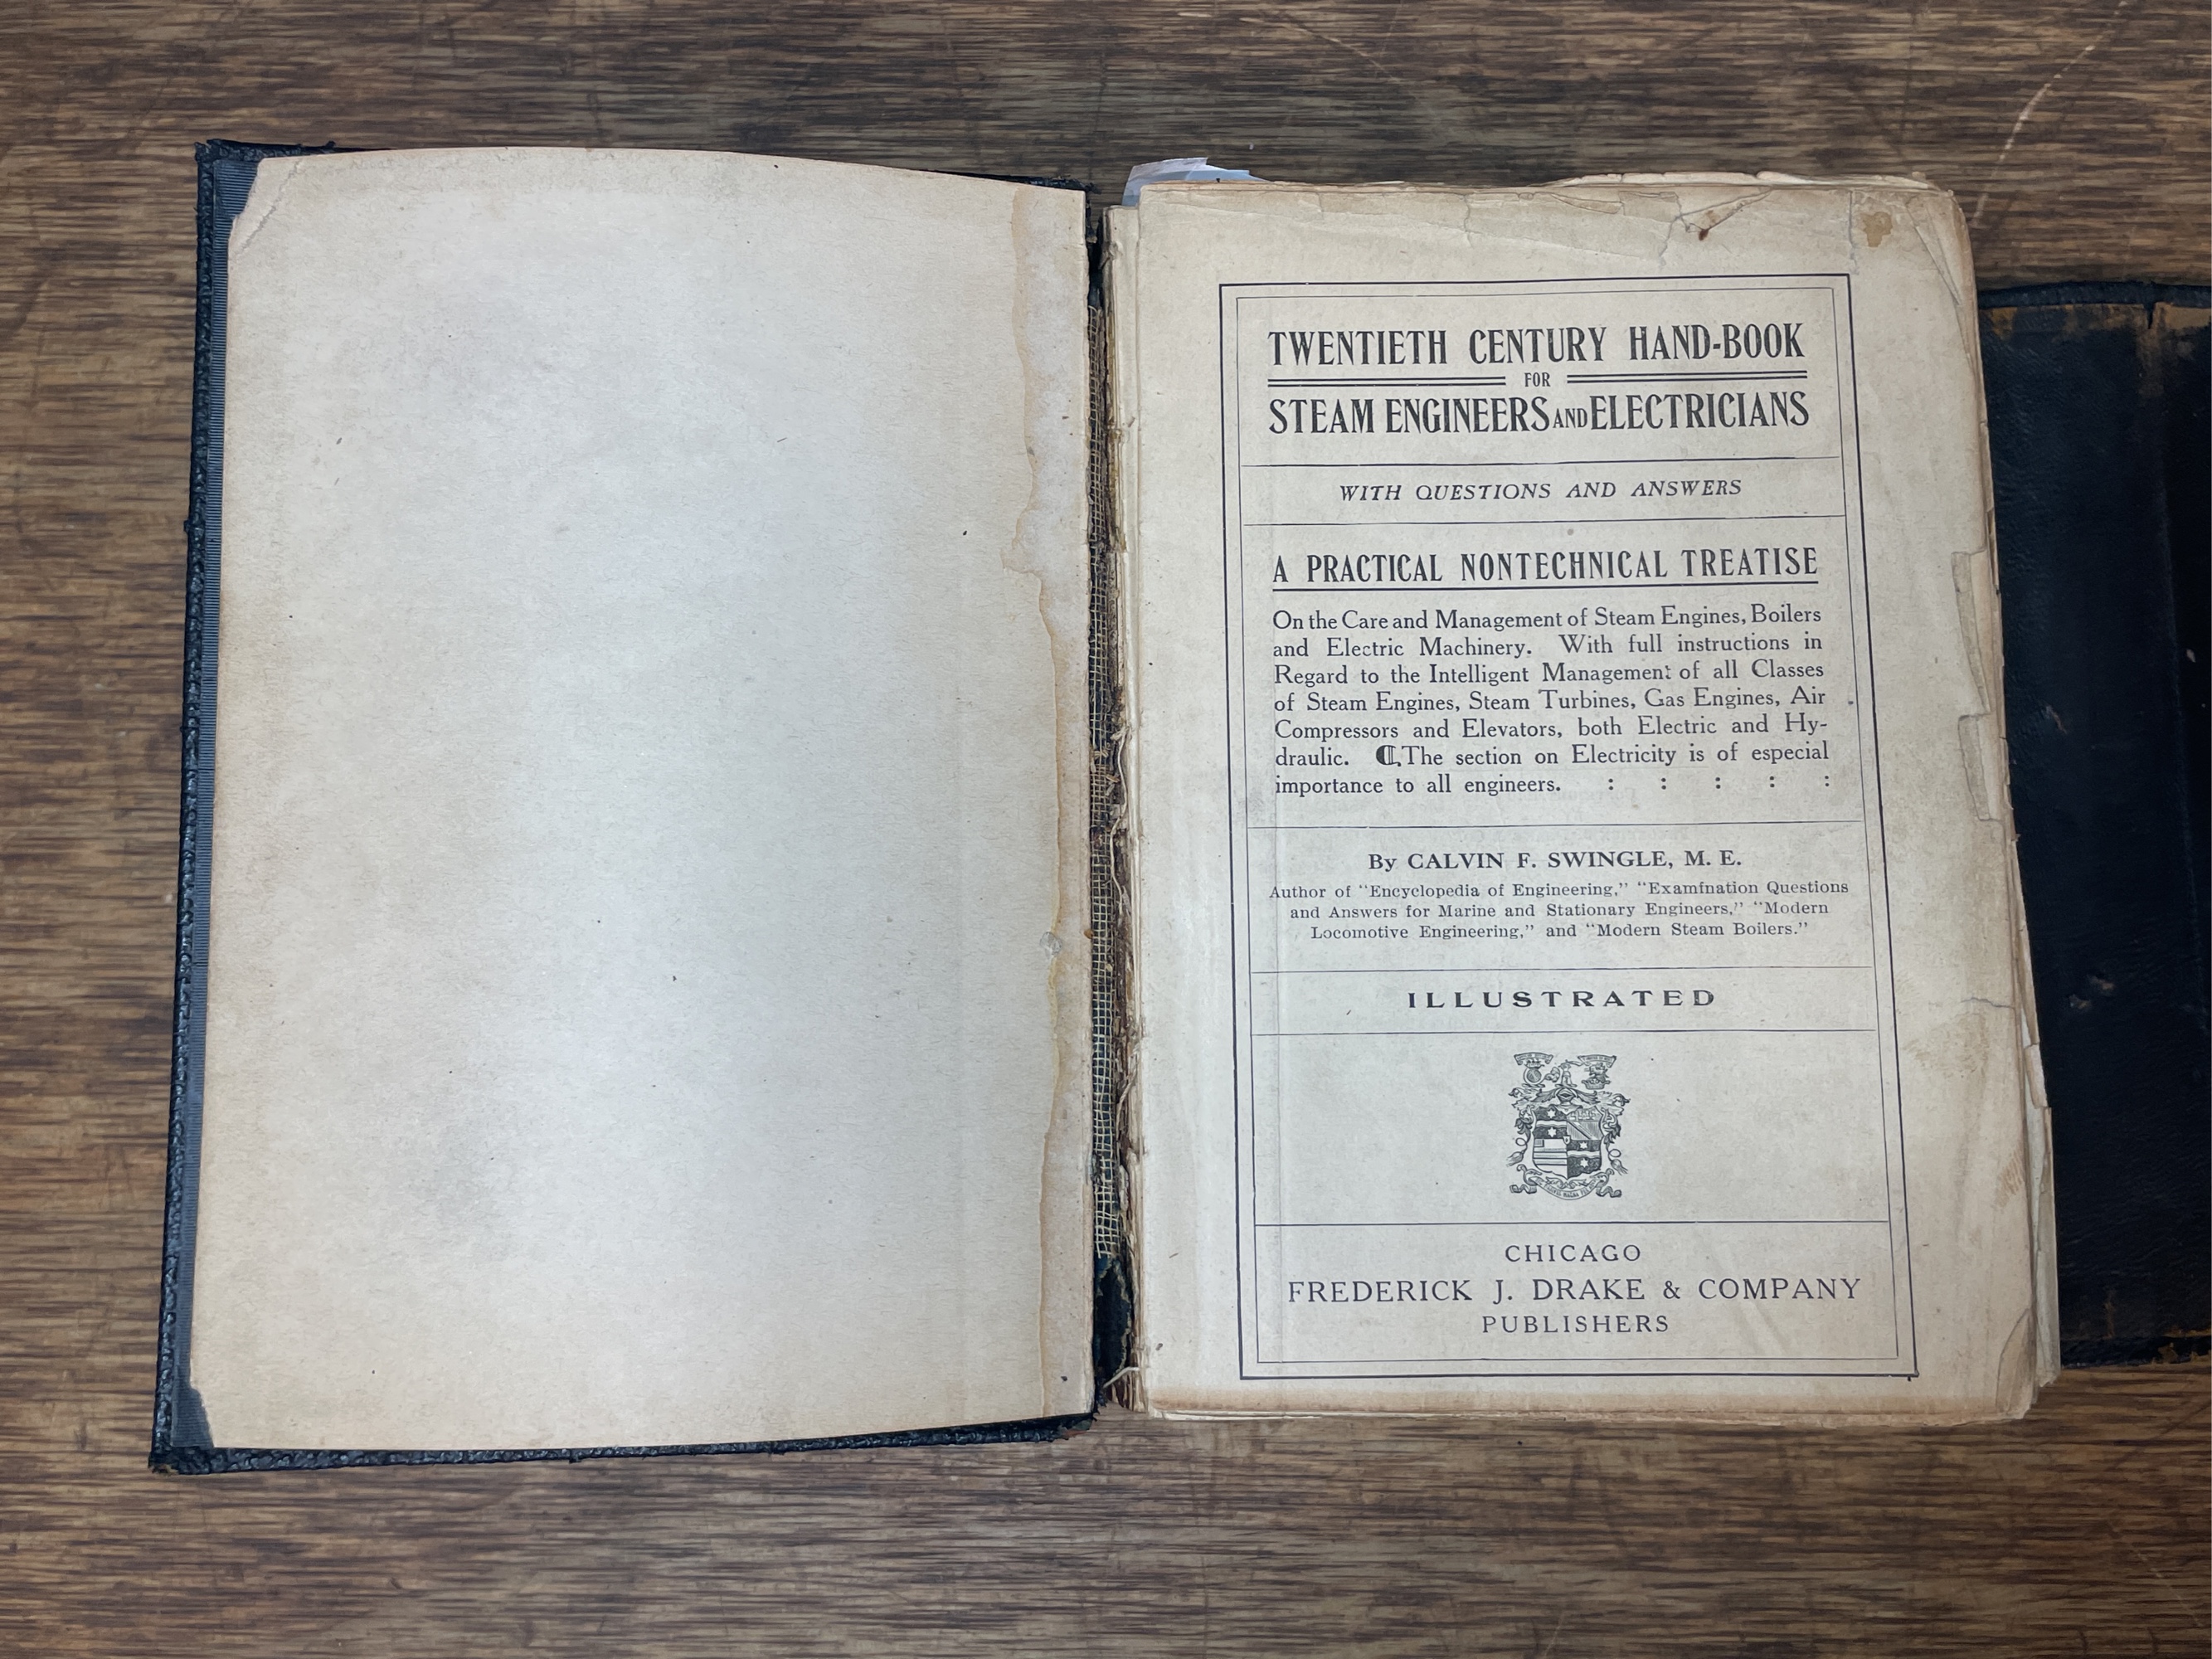 TWENTIETH CENTURY HAND-BOOK
FOR
STEAM ENGINEERS AND ELECTRICIANS
WITH QUESTIONS AND ANSWERS
A PRACTICAL NONTECHNICAL TREATISE
On the Care and Management of Steam Engines, Boilers
and Electric Machinery. With full instructions in
Regard to the Intelligent Management of all Classes
of Steam Engines, Steam Turbines, Gas Engines, Air
Compressors and Elevators, both Electric and Hy-
draulic. ⁋The section on Electricity is of especial
importance to all engineers. : : : : :
By CALVIN F. SWINGLE, M. E.
Author of "Encyclopedia of Engineering," "Examfnation Questions
and Answers for Marine and Stationary Engineers," "Modern
Locomotive Engineering," and "Modern Steam Boilers."
ILLUSTRATED
CHICAGO
FREDERICK J. DRAKE & COMPANY
PUBLISHERS